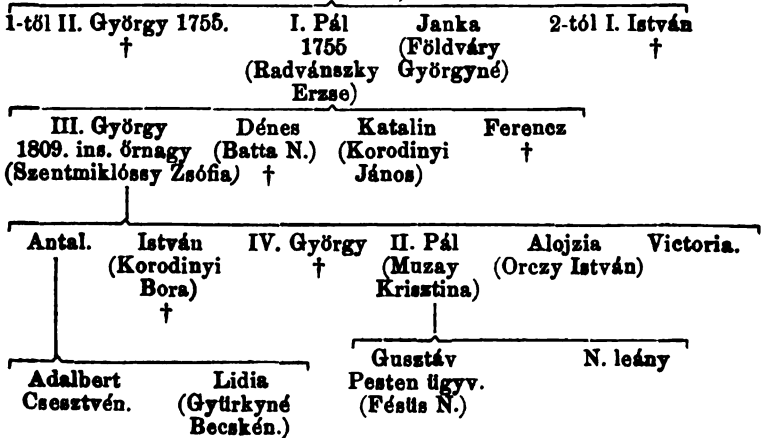 1-től II. György 1755. I. Pál Janka 2-tól I. István
† 1755 (Földváry †
(Radvánszky Györgyné)
Erzse)
III. György Dénes Katalin Ferencz
1809. ins. őrnagy (Batta N.) (Korodinyi †
(Szentmiklóssy Zsófia) † János)
Antal. István IV. György II. Pál Alojzia Victoria.
(Korodinyi † (Muzay (Orczy István)
Bora) Krisztina)
†
Gusztáv N. leány
Adalbert Lidia Pesten ügyv.
Csesztvén. (Gyürkyné (Fésüs N.)
Becskén.)